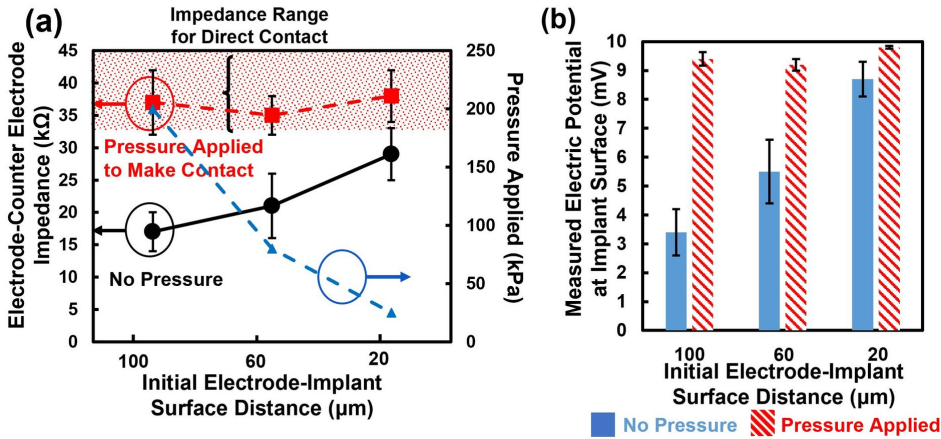 (a)
Impedance Range
for Direct Contact
Electrode-Counter Electrode
Impedance (kΩ)
45
40
35
30
25
20
15
10
5
0
Pressure Applied
to Make Contact
No Pressure
250
200
150
100
50
0
Pressure Applied
(kPa)
100
60
20
Initial Electrode-Implant
Surface Distance (µm)
(b)
Measured Electric Potential
at Implant Surface (mV)
10
9
8
7
6
5
4
3
2
1
0
100
60
20
Initial Electrode-Implant
Surface Distance (µm)
No Pressure
Pressure Applied